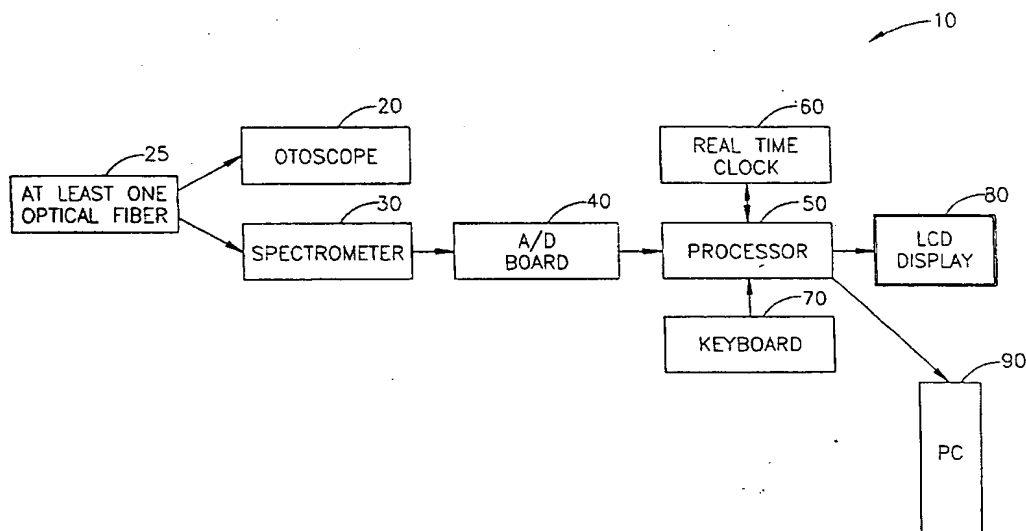 10
20
OTOSCOPE
60
REAL TIME
CLOCK
25
AT LEAST ONE
OPTICAL FIBER
30
SPECTROMETER
40
A/D
BOARD
50
PROCESSOR
80
LCD
DISPLAY
70
KEYBOARD
90
PC